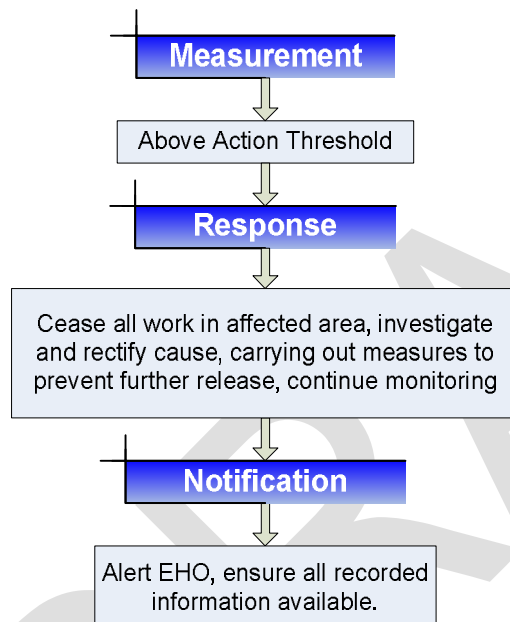 Measurement
Above Action Threshold
Response
Cease all work in affected area, investigate
and rectify cause, carrying out measures to
prevent further release, continue monitoring
Notification
Alert EHO, ensure all recorded
information available.